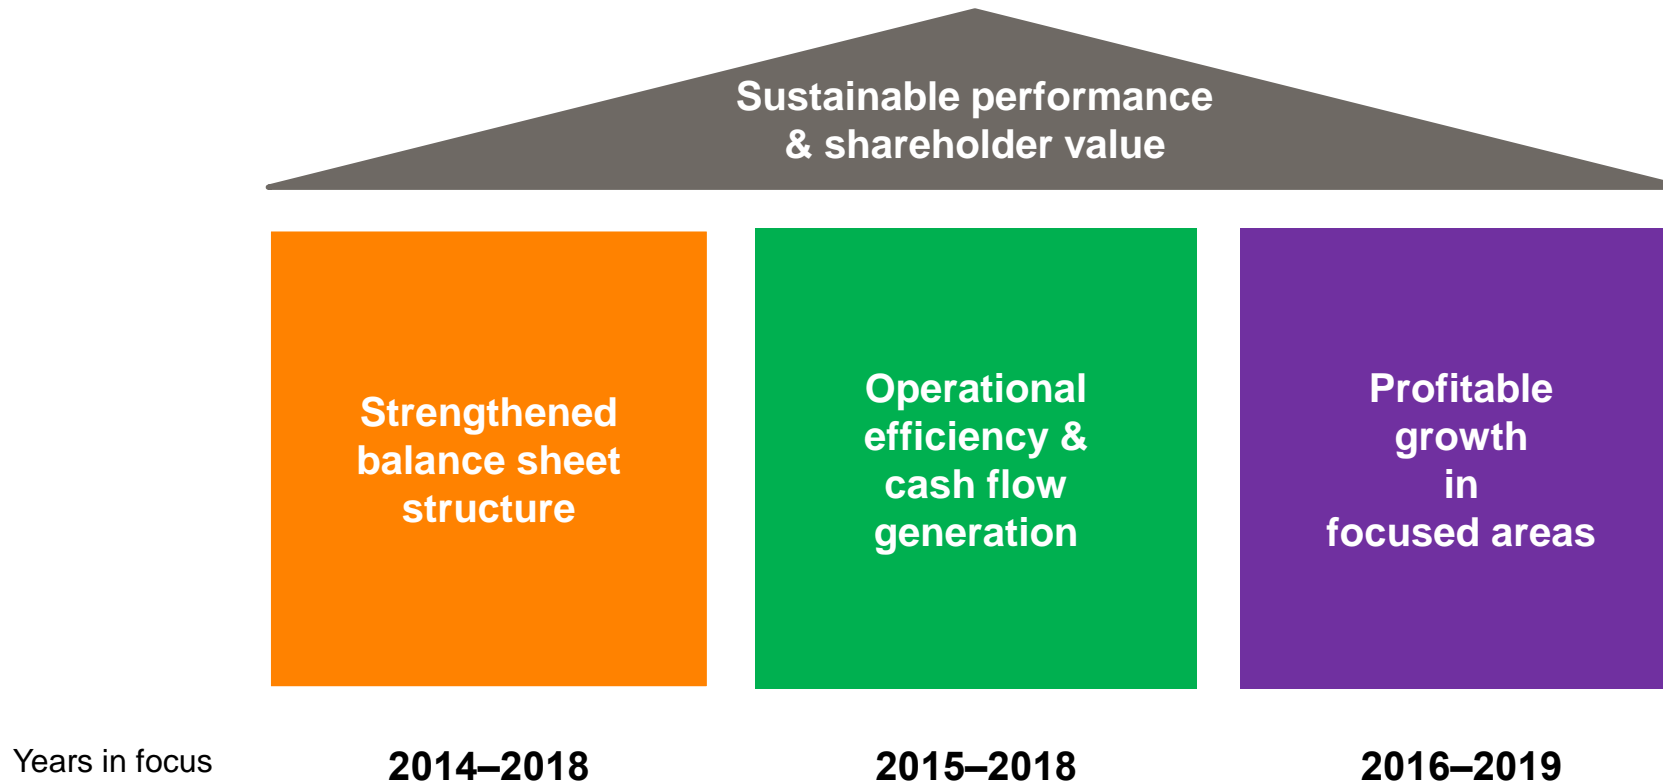 Sustainable performance
& shareholder value
Strengthened
balance sheet
structure
Operational
efficiency &
cash flow
generation
Profitable
growth
in
focused areas
Years in focus
2014–2018
2015–2018
2016–2019